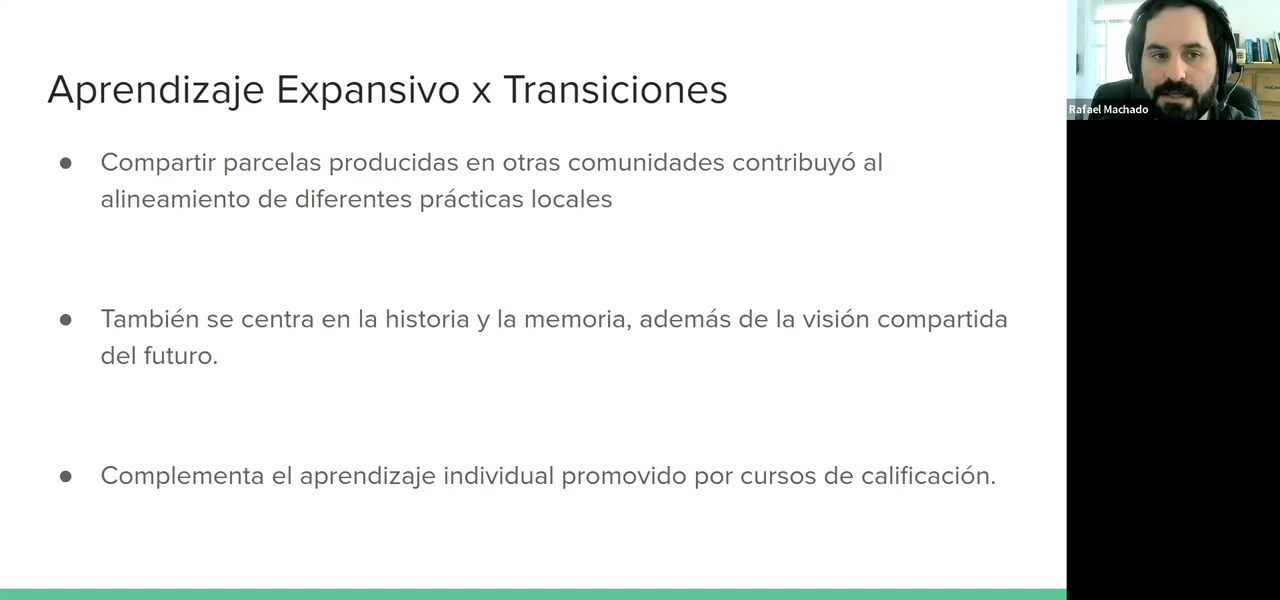 Aprendizaje Expansivo x Transiciones
● Compartir parcelas producidas en otras comunidades contribuyó al
alineamiento de diferentes prácticas locales
● También se centra en la historia y la memoria, además de la visión compartida
del futuro.
● Complementa el aprendizaje individual promovido por cursos de calificación.
Rafael Machado